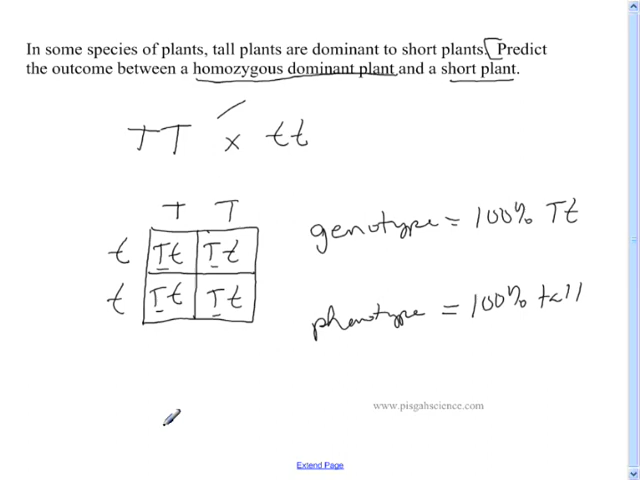 In some species of plants, tall plants are dominant to short plants. Predict
the outcome between a homozygous dominant plant and a short plant.
TT x tt
T T
t Tt Tt
t Tt Tt
genotype = 100% Tt
phenotype = 100% tall
www.pisgahscience.com
Extend Page